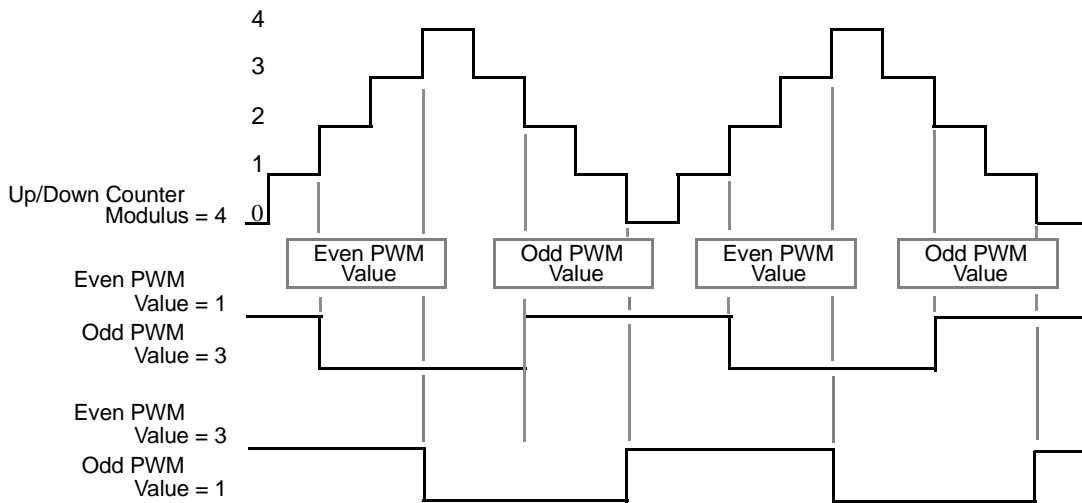 4
3
2
1
Up/Down Counter
Modulus = 4
0
Even PWM
Value
Odd PWM
Value
Even PWM
Value
Odd PWM
Value
Even PWM
Value = 1
Odd PWM
Value = 3
Even PWM
Value = 3
Odd PWM
Value = 1